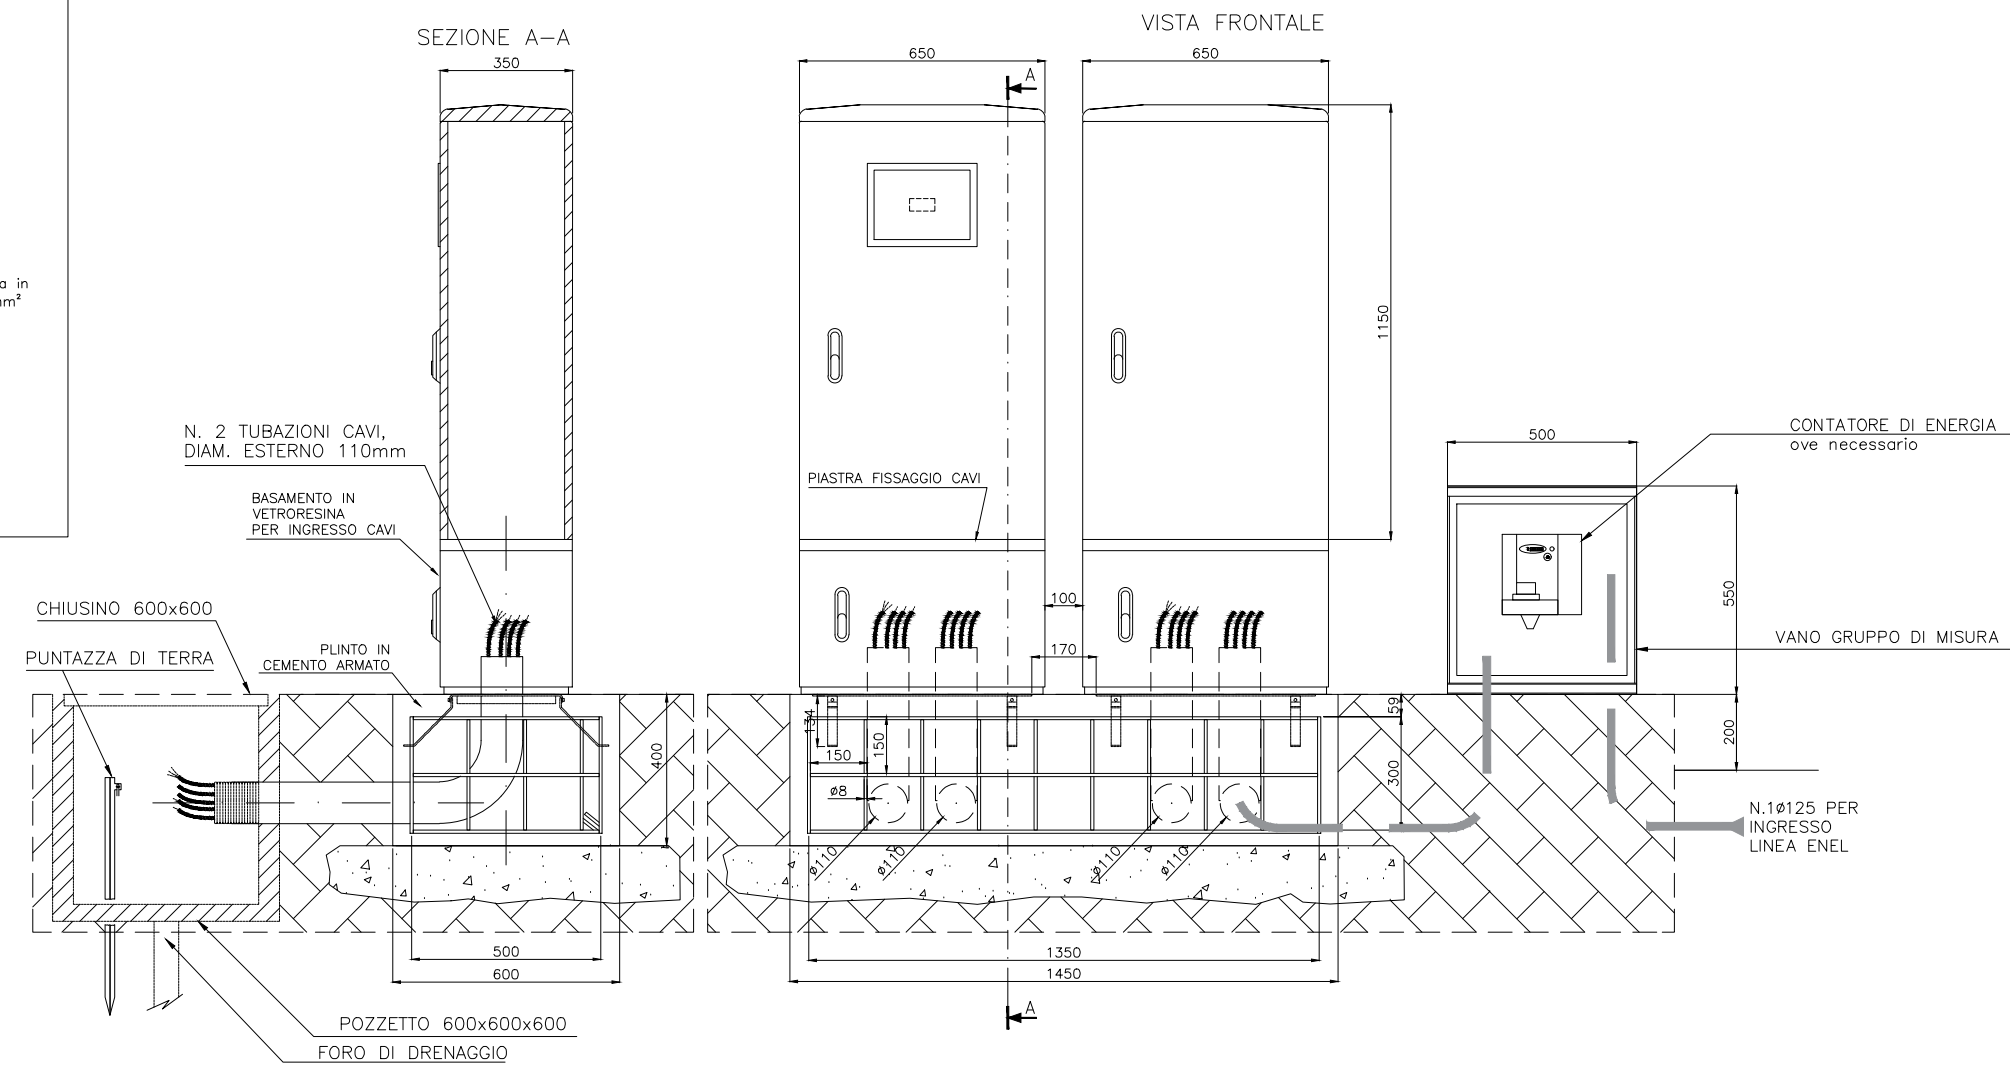 VISTA FRONTALE
SEZIONE A-A
350
650
650
A
a in
mm²
1150
N. 2 TUBAZIONI CAVI,
DIAM. ESTERNO 110mm
BASAMENTO IN
VETRORESINA
PER INGRESSO CAVI
PIASTRA FISSAGGIO CAVI
500
CONTATORE DI ENERGIA
ove necessario
550
CHIUSINO 600x600
PUNTAZZA DI TERRA
PLINTO IN
CEMENTO ARMATO
100
170
VANO GRUPPO DI MISURA
400
134
150
150
ø8
59
300
200
ø110
ø110
ø110
ø110
N.1ø125 PER
INGRESSO
LINEA ENEL
500
600
1350
1450
A
POZZETTO 600x600x600
FORO DI DRENAGGIO